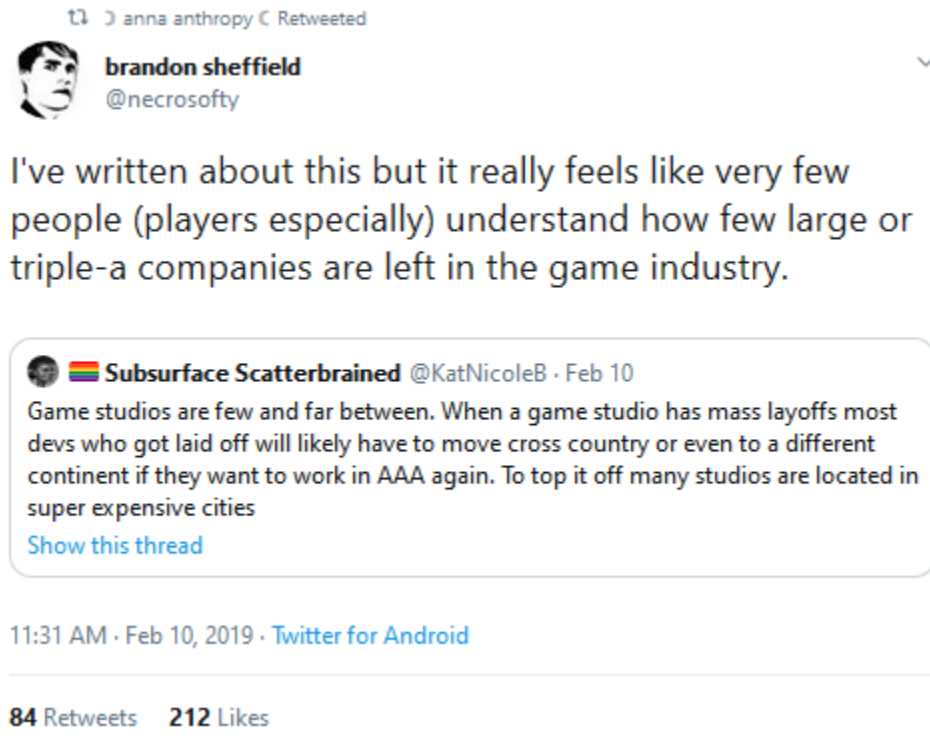 ☽ anna anthropy ☾ Retweeted
brandon sheffield
@necrosofty
I've written about this but it really feels like very few
people (players especially) understand how few large or
triple-a companies are left in the game industry.
Subsurface Scatterbrained @KatNicoleB · Feb 10
Game studios are few and far between. When a game studio has mass layoffs most
devs who got laid off will likely have to move cross country or even to a different
continent if they want to work in AAA again. To top it off many studios are located in
super expensive cities
Show this thread
11:31 AM · Feb 10, 2019 · Twitter for Android
84 Retweets 212 Likes